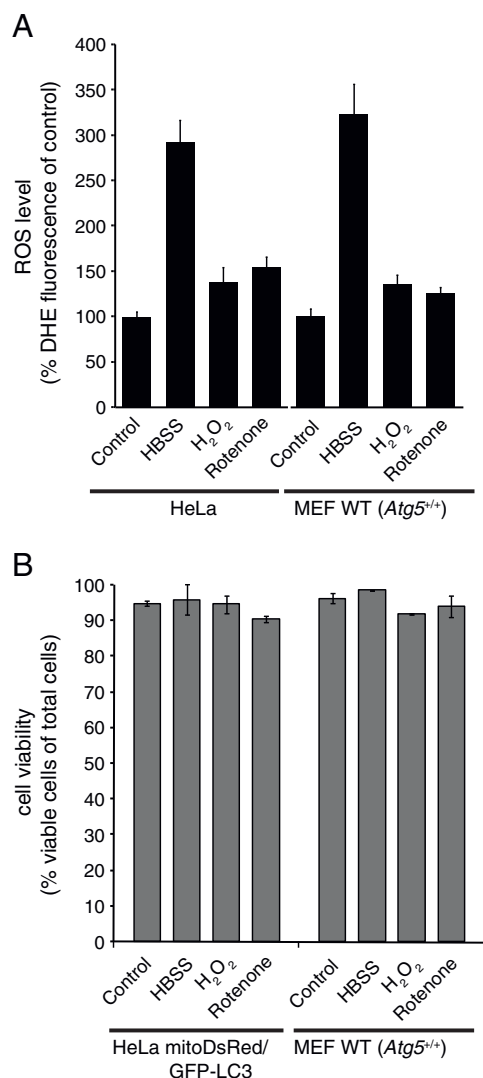 A
ROS level
(% DHE fluorescence of control)
400
350
300
250
200
150
100
50
0
Control
HBSS
H₂O₂
Rotenone
Control
HBSS
H₂O₂
Rotenone
HeLa
MEF WT (Atg5⁺/⁺)
B
cell viability
(% viable cells of total cells)
100
90
80
70
60
50
40
30
20
10
0
Control
HBSS
H₂O₂
Rotenone
Control
HBSS
H₂O₂
Rotenone
HeLa mitoDsRed/
GFP-LC3
MEF WT (Atg5⁺/⁺)